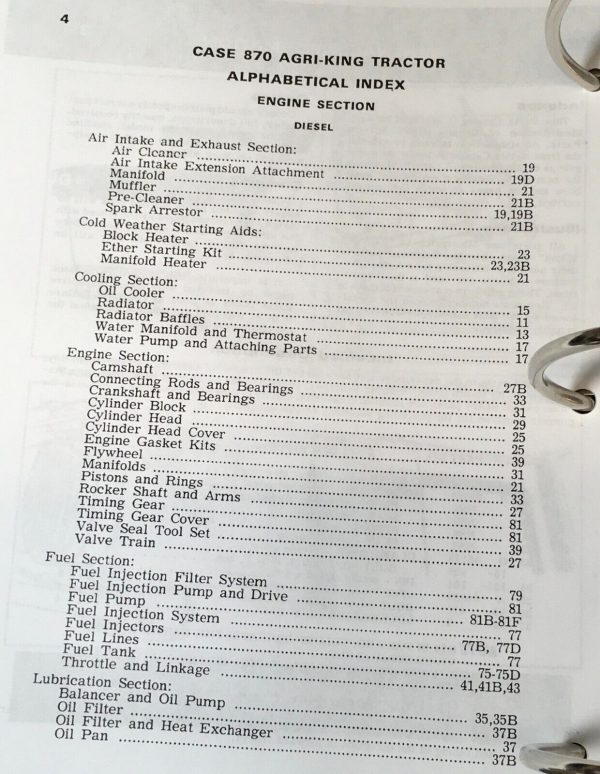 4
CASE 870 AGRI-KING TRACTOR
ALPHABETICAL INDEX
ENGINE SECTION
DIESEL
Air Intake and Exhaust Section:
Air Cleaner ........ 19
Air Intake Extension Attachment ........ 19D
Manifold ........ 21
Muffler ........ 21B
Pre-Cleaner ........ 19,19B
Spark Arrestor ........ 21B
Cold Weather Starting Aids:
Block Heater ........ 23
Ether Starting Kit ........ 23,23B
Manifold Heater ........ 21
Cooling Section:
Oil Cooler ........ 15
Radiator ........ 11
Radiator Baffles ........ 13
Water Manifold and Thermostat ........ 17
Water Pump and Attaching Parts ........ 17
Engine Section:
Camshaft ........ 27B
Connecting Rods and Bearings ........ 33
Crankshaft and Bearings ........ 31
Cylinder Block ........ 29
Cylinder Head ........ 25
Cylinder Head Cover ........ 25
Engine Gasket Kits ........ 39
Flywheel ........ 31
Manifolds ........ 21
Pistons and Rings ........ 33
Rocker Shaft and Arms ........ 27
Timing Gear ........ 81
Timing Gear Cover ........ 81
Valve Seal Tool Set ........ 39
Valve Train ........ 27
Fuel Section:
Fuel Injection Filter System ........ 79
Fuel Injection Pump and Drive ........ 81
Fuel Pump ........ 81B-81F
Fuel Injection System ........ 77
Fuel Injectors ........ 77B, 77D
Fuel Lines ........ 77
Fuel Tank ........ 75-75D
Throttle and Linkage ........ 41,41B,43
Lubrication Section:
Balancer and Oil Pump ........ 35,35B
Oil Filter ........ 37B
Oil Filter and Heat Exchanger ........ 37
Oil Pan ........ 37B